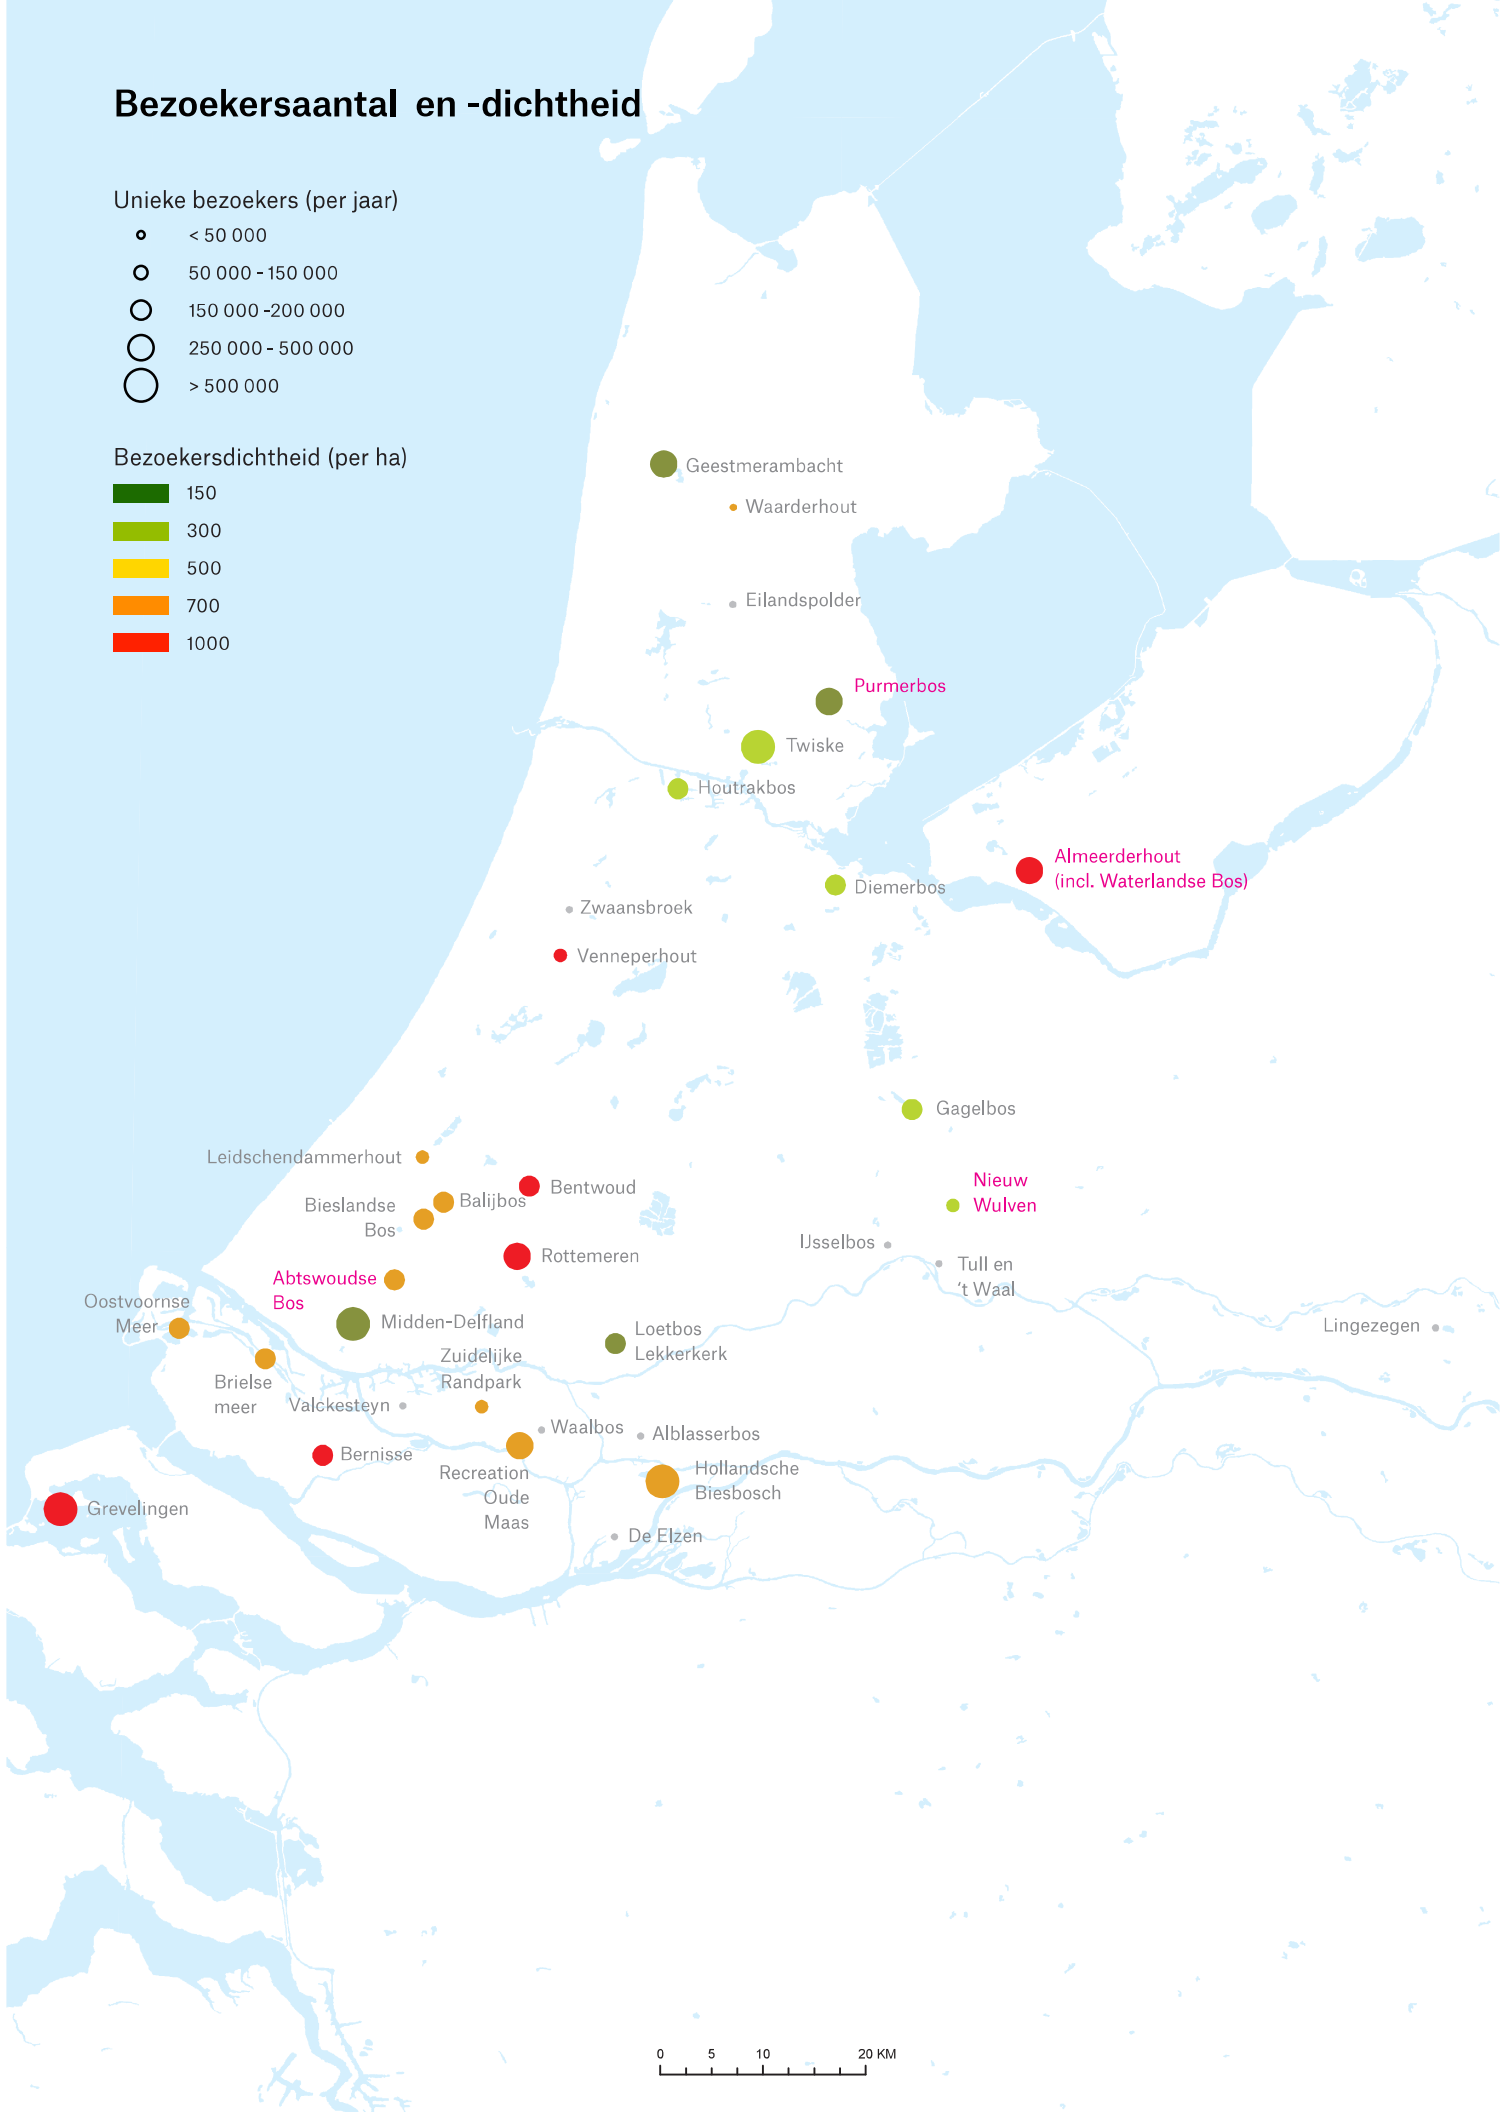 Bezoekersaantal en -dichtheid
Unieke bezoekers (per jaar)
< 50 000
50 000 - 150 000
150 000 -200 000
250 000 - 500 000
> 500 000
Bezoekersdichtheid (per ha)
150
300
500
700
1000
Geestmerambacht
Waarderhout
Eilandspolder
Purmerbos
Twiske
Houtrakbos
Almeerderhout
(incl. Waterlandse Bos)
Diemerbos
Zwaansbroek
Venneperhout
Gagelbos
Leidschendammerhout
Nieuw
Wulven
Bentwoud
Balijbos
Bieslandse
Bos
IJsselbos
Rottemeren
Tull en
‘t Waal
Abtswoudse
Bos
Oostvoornse
Meer
Midden-Delfland
Loetbos
Lekkerkerk
Lingezegen
Zuidelijke
Randpark
Brielse
meer
Valckesteyn
Waalbos
Alblasserbos
Bernisse
Recreation
Oude
Maas
Hollandsche
Biesbosch
Grevelingen
De Elzen
0 5 10 20 KM